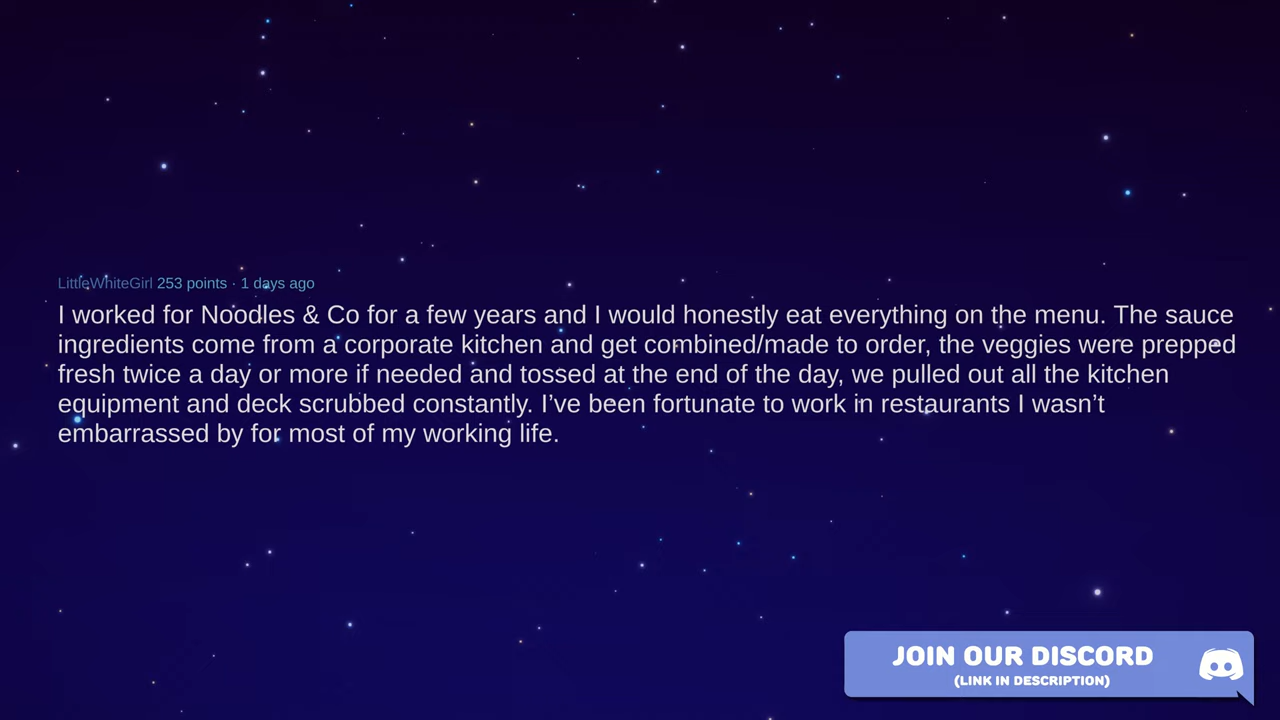 LittleWhiteGirl 253 points · 1 days ago
I worked for Noodles & Co for a few years and I would honestly eat everything on the menu. The sauce
ingredients come from a corporate kitchen and get combined/made to order, the veggies were prepped
fresh twice a day or more if needed and tossed at the end of the day, we pulled out all the kitchen
equipment and deck scrubbed constantly. I’ve been fortunate to work in restaurants I wasn’t
embarrassed by for most of my working life.
JOIN OUR DISCORD
(LINK IN DESCRIPTION)